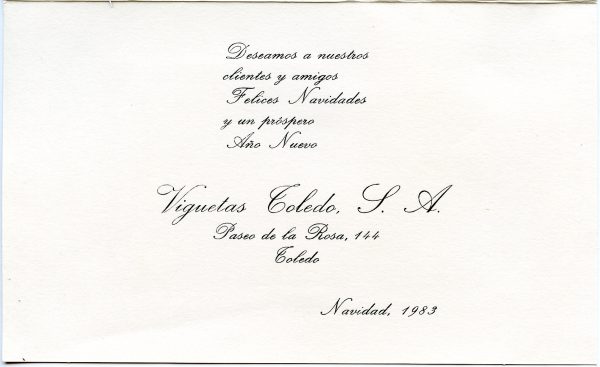 Deseamos a nuestros
clientes y amigos
Felices Navidades
y un próspero
Año Nuevo
Viguetas Toledo, S. A.
Paseo de la Rosa, 144
Toledo
Navidad, 1983